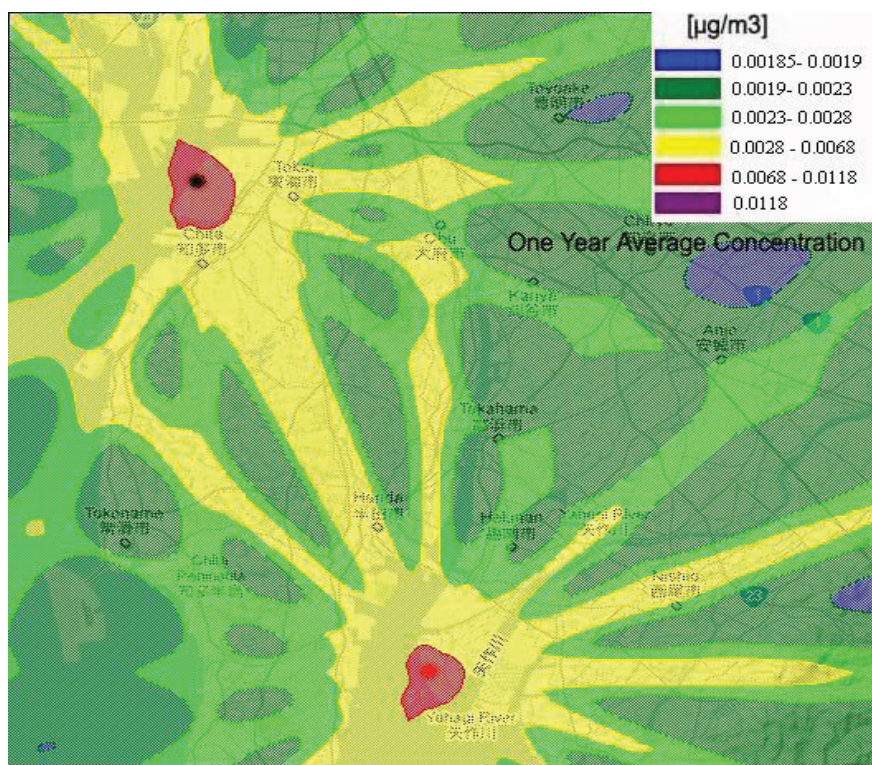 [µg/m3]
0.00185- 0.0019
0.0019- 0.0023
0.0023- 0.0028
0.0028 - 0.0068
0.0068 - 0.0118
0.0118
One Year Average Concentration
Toyoake
豊明市
Tokai
東海市
Chita
知多市
Obu
大府市
Kariya
刈谷市
1
1
Anjo
安城市
Takahama
高浜市
Handa
半田市
Tokoname
常滑市
Hekinan
碧南市
Yahagi River
矢作川
Chita
Peninsula
知多半島
Nishio
西尾市
23
矢作川
Yahagi River
矢作川